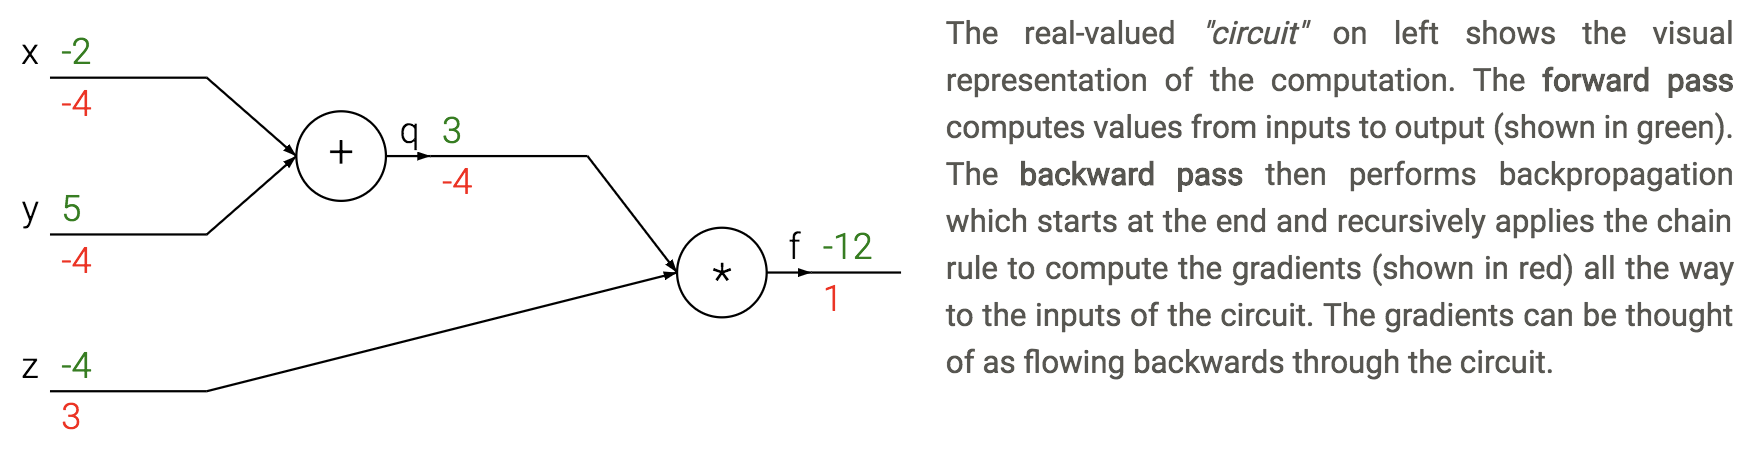 x -2
-4
+
q 3
-4
y 5
-4
*
f -12
1
z -4
3
The real-valued "circuit" on left shows the visual
representation of the computation. The forward pass
computes values from inputs to output (shown in green).
The backward pass then performs backpropagation
which starts at the end and recursively applies the chain
rule to compute the gradients (shown in red) all the way
to the inputs of the circuit. The gradients can be thought
of as flowing backwards through the circuit.